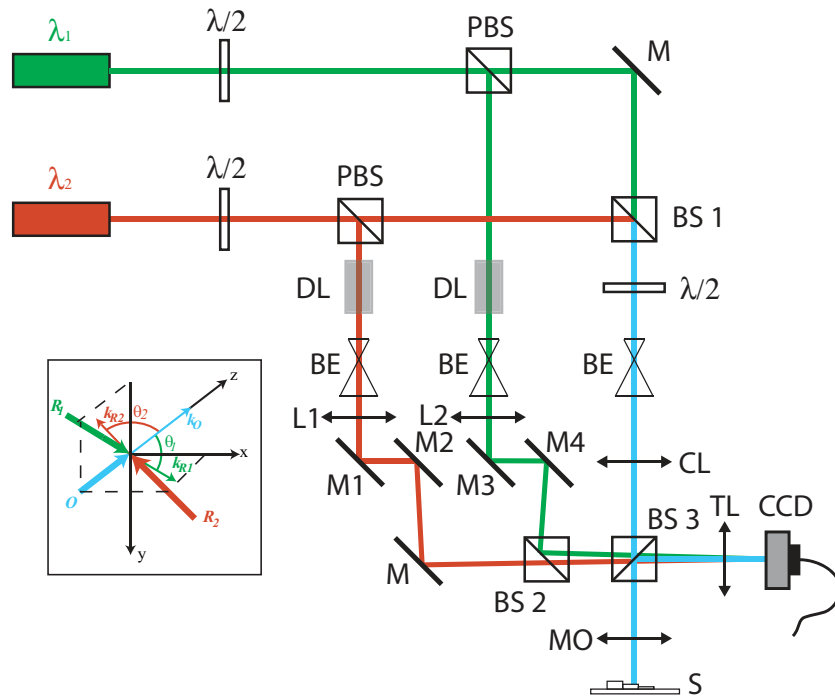 λ1
λ/2
PBS
M
λ2
λ/2
PBS
BS 1
DL
DL
λ/2
BE
BE
BE
L1
L2
M2
M4
M1
M3
CL
TL
CCD
BS 3
M
BS 2
MO
S
R1
kR2
θ2
z
kO
θ1
x
kR1
O
R2
y